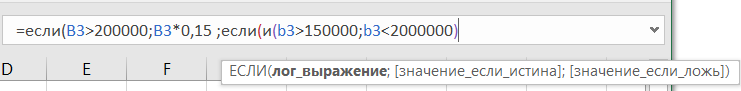 =если(B3>200000;B3*0,15 ;если(и(b3>150000;b3<2000000)
D E F
ЕСЛИ(лог_выражение; [значение_если_истина]; [значение_если_ложь])